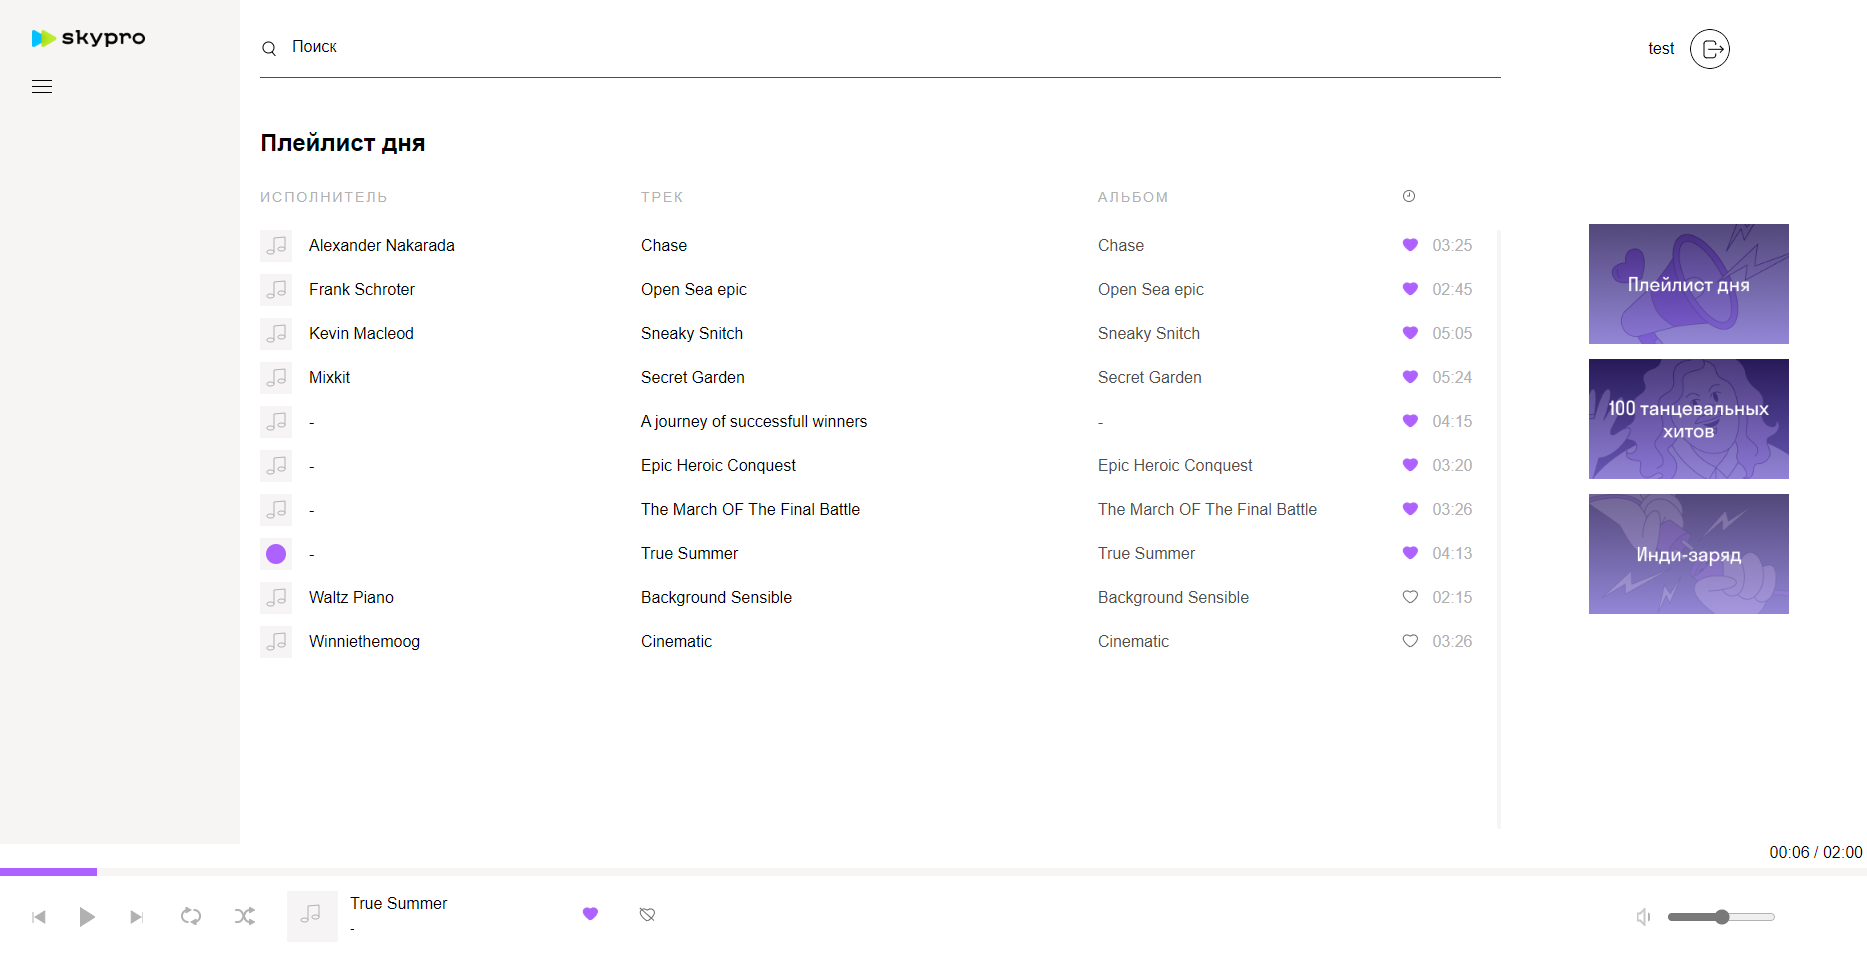 skypro
Поиск
test
Плейлист дня
ИСПОЛНИТЕЛЬ ТРЕК АЛЬБОМ
Alexander Nakarada Chase Chase 03:25
Frank Schroter Open Sea epic Open Sea epic 02:45
Kevin Macleod Sneaky Snitch Sneaky Snitch 05:05
Mixkit Secret Garden Secret Garden 05:24
- A journey of successfull winners - 04:15
- Epic Heroic Conquest Epic Heroic Conquest 03:20
- The March OF The Final Battle The March OF The Final Battle 03:26
- True Summer True Summer 04:13
Waltz Piano Background Sensible Background Sensible 02:15
Winniethemoog Cinematic Cinematic 03:26
Плейлист дня
100 танцевальных
хитов
Инди-заряд
00:06 / 02:00
True Summer
-